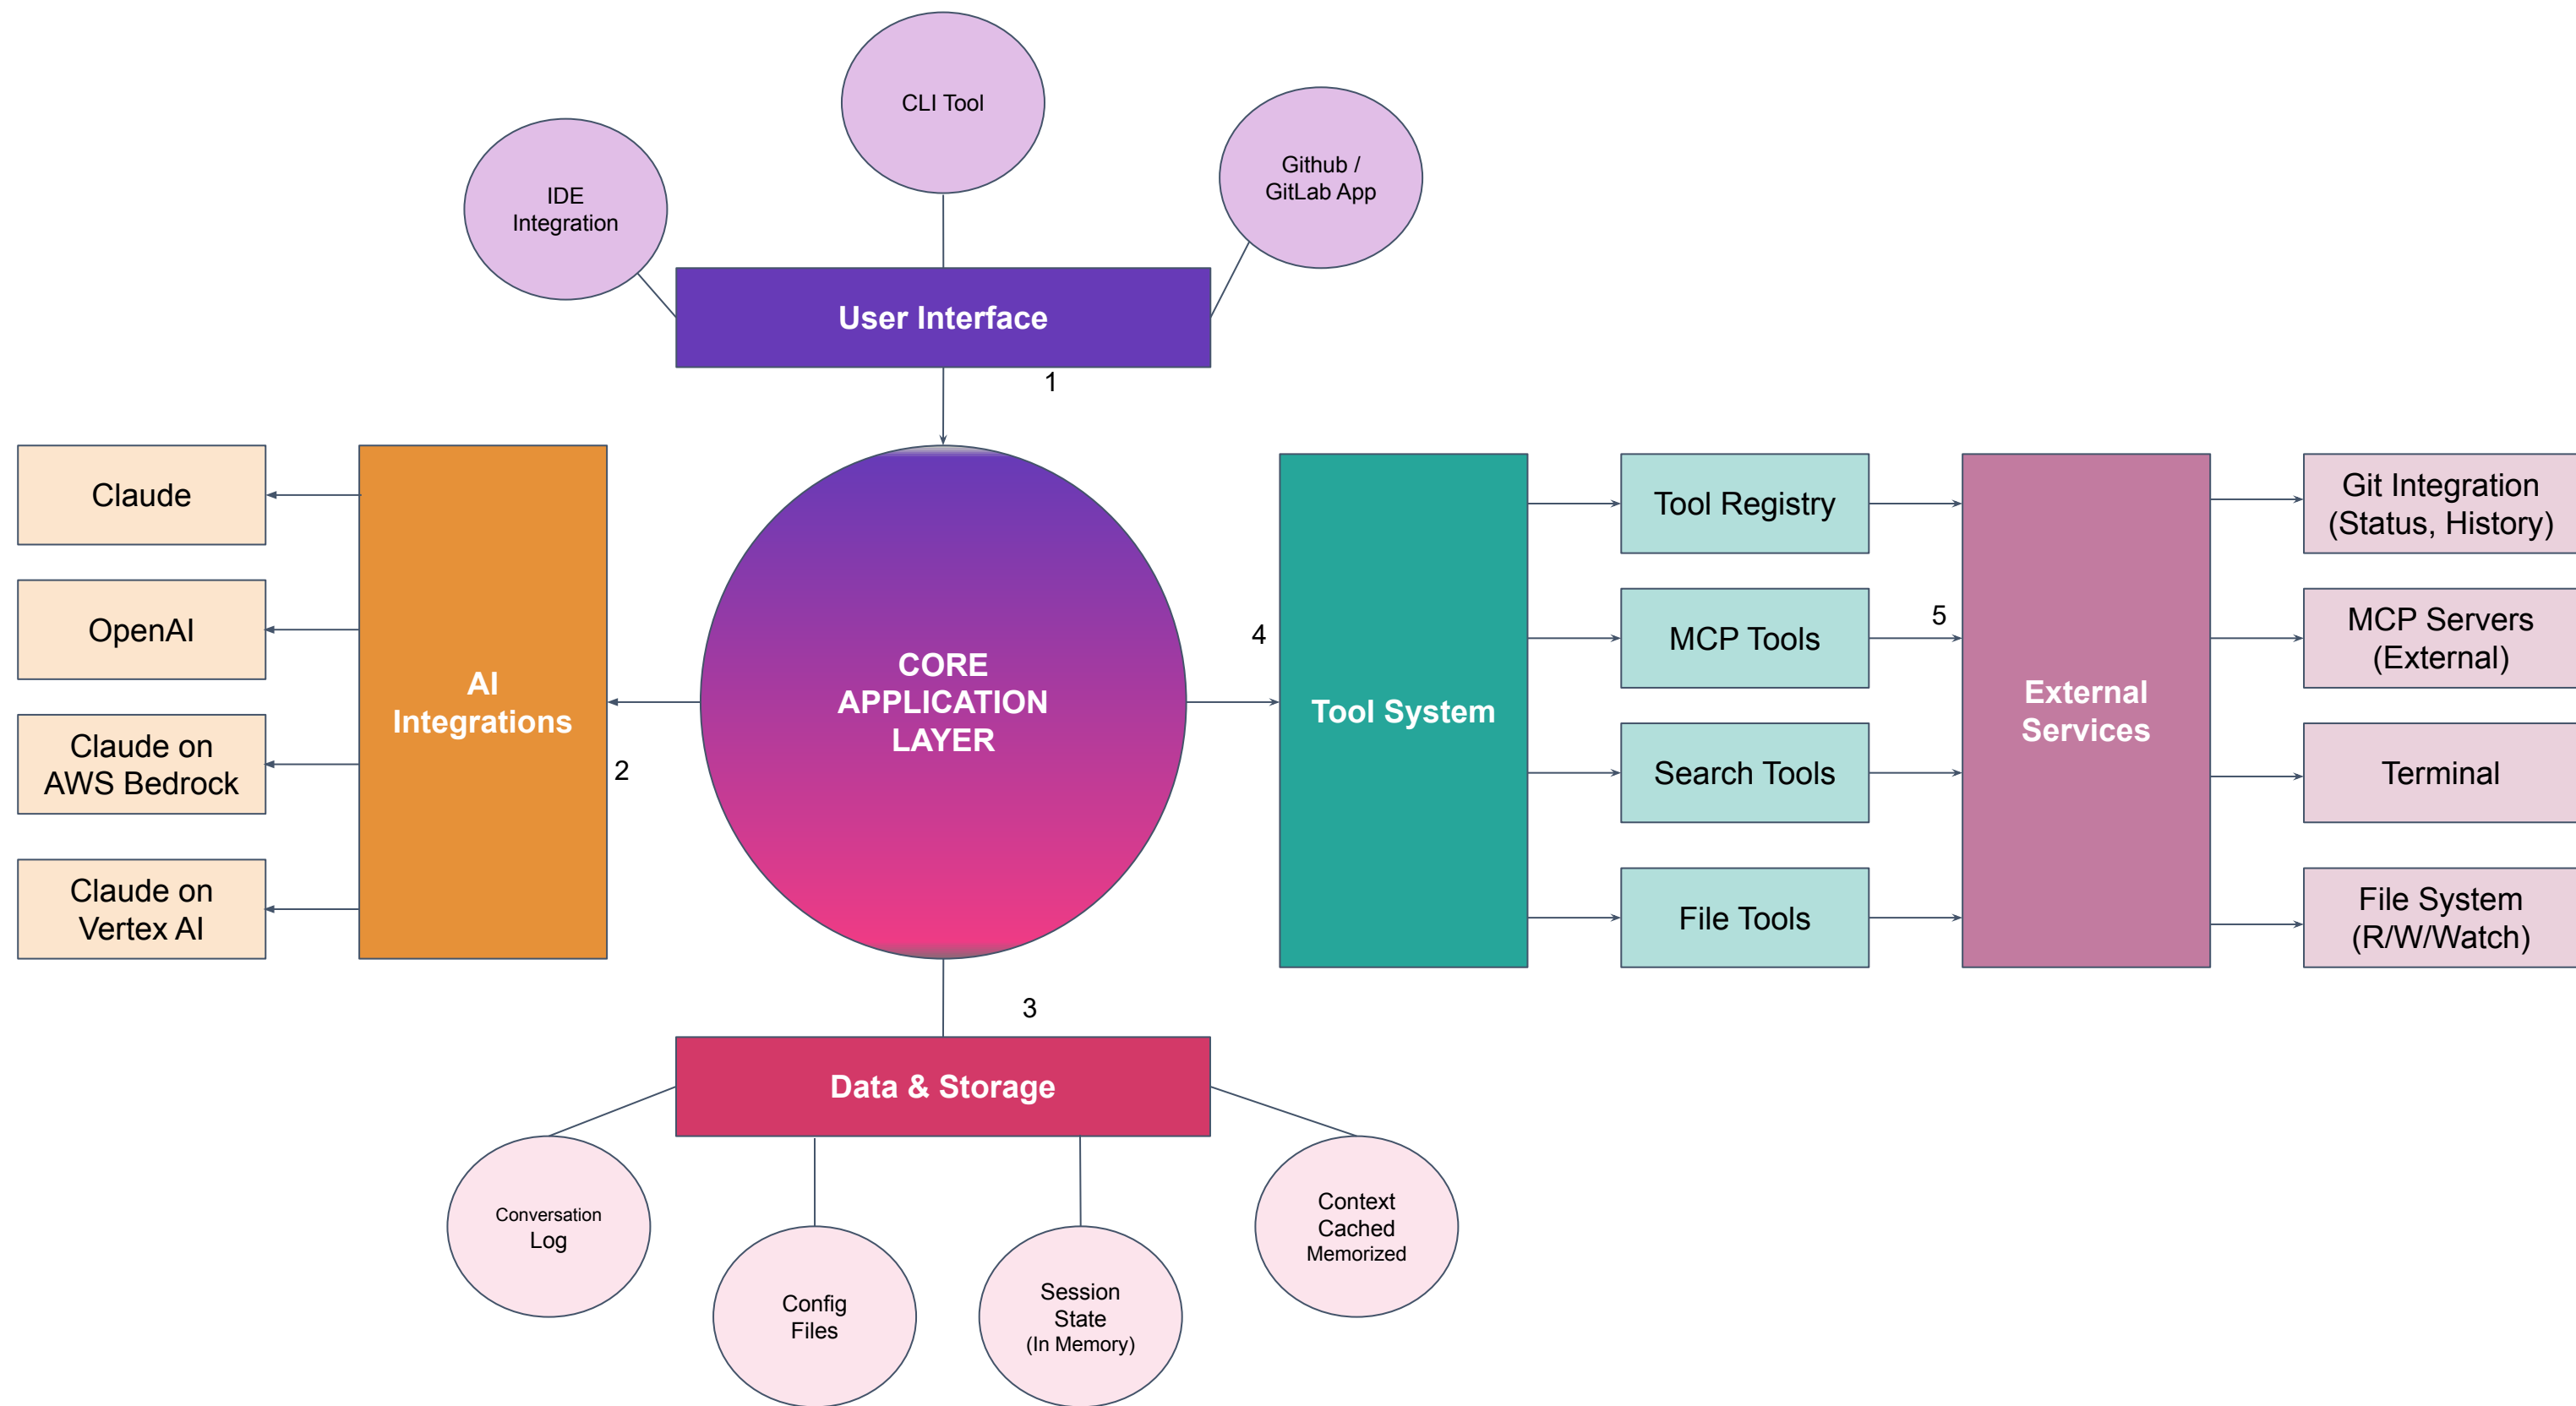 CLI Tool
IDE
Integration
Github /
GitLab App
User Interface
1
Claude
OpenAI
Claude on
AWS Bedrock
Claude on
Vertex AI
AI
Integrations
2
CORE
APPLICATION
LAYER
4
Tool System
Tool Registry
MCP Tools
Search Tools
File Tools
5
External
Services
Git Integration
(Status, History)
MCP Servers
(External)
Terminal
File System
(R/W/Watch)
3
Data & Storage
Conversation
Log
Config
Files
Session
State
(In Memory)
Context
Cached
Memorized